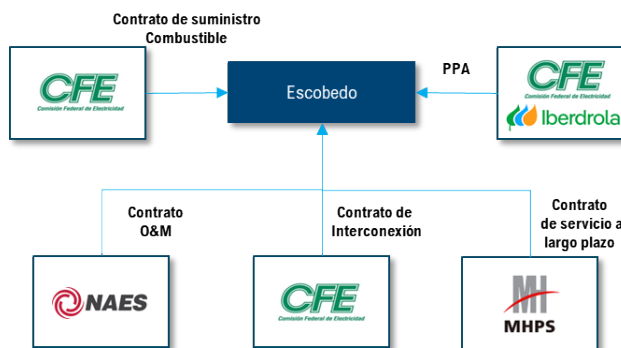 Contrato de suministro
Combustible
CFE
Comisión Federal de Electricidad
Escobedo
PPA
CFE
Comisión Federal de Electricidad
Iberdrola
Contrato
O&M
Contrato de
Interconexión
Contrato
de servicio a
largo plazo
NAES
CFE
Comisión Federal de Electricidad
MH
MHPS